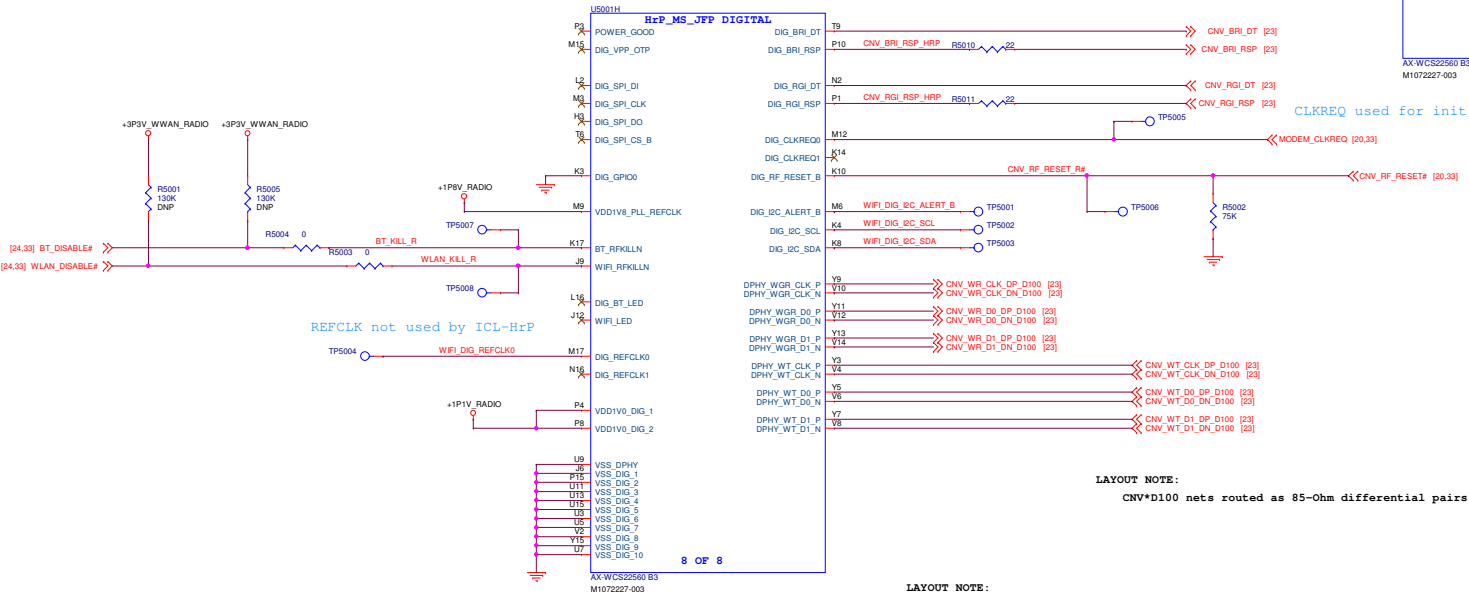 U5001H
HrP_MS_JFP DIGITAL
P3 POWER_GOOD
M15 DIG_VPP_OTP
L2 DIG_SPI_DI
M3 DIG_SPI_CLK
H3 DIG_SPI_DO
T6 DIG_SPI_CS_B
K3 DIG_GPIO0
+1P8V_RADIO
M9 VDD1V8_PLL_REFCLK
+3P3V_WWAN_RADIO +3P3V_WWAN_RADIO
R5001 130K DNP
R5005 130K DNP
TP5007
[24,33] BT_DISABLE# R5004 0 BT_KILL_R K17 BT_RFKILLN
[24,33] WLAN_DISABLE# R5003 0 WLAN_KILL_R J9 WIFI_RFKILLN
TP5008
L16 DIG_BT_LED
J12 WIFI_LED
REFCLK not used by ICL-HrP
TP5004 WIFI_DIG_REFCLK0 M17 DIG_REFCLK0
N16 DIG_REFCLK1
+1P1V_RADIO
P4 VDD1V0_DIG_1
P8 VDD1V0_DIG_2
U9 VSS_DPHY
J6 VSS_DIG_1
P15 VSS_DIG_2
U11 VSS_DIG_3
U13 VSS_DIG_4
U15 VSS_DIG_5
U3 VSS_DIG_6
U5 VSS_DIG_7
V2 VSS_DIG_8
Y15 VSS_DIG_9
U7 VSS_DIG_10
8 OF 8
AX-WCS22560 B3
M1072227-003
DIG_BRI_DT T9 CNV_BRI_DT [23]
DIG_BRI_RSP P10 CNV_BRI_RSP_HRP R5010 22 CNV_BRI_RSP [23]
DIG_RGI_DT N2 CNV_RGI_DT [23]
DIG_RGI_RSP P1 CNV_RGI_RSP_HRP R5011 22 CNV_RGI_RSP [23]
TP5005
CLKREQ used for init
DIG_CLKREQ0 M12 MODEM_CLKREQ [20,33]
DIG_CLKREQ1 K14
DIG_RF_RESET_B K10 CNV_RF_RESET_R# CNV_RF_RESET# [20,33]
TP5006
R5002 75K
DIG_I2C_ALERT_B M6 WIFI_DIG_I2C_ALERT_B TP5001
DIG_I2C_SCL K4 WIFI_DIG_I2C_SCL TP5002
DIG_I2C_SDA K8 WIFI_DIG_I2C_SDA TP5003
DPHY_WGR_CLK_P Y9 CNV_WR_CLK_DP_D100 [23]
DPHY_WGR_CLK_N V10 CNV_WR_CLK_DN_D100 [23]
DPHY_WGR_D0_P Y11 CNV_WR_D0_DP_D100 [23]
DPHY_WGR_D0_N V12 CNV_WR_D0_DN_D100 [23]
DPHY_WGR_D1_P Y13 CNV_WR_D1_DP_D100 [23]
DPHY_WGR_D1_N V14 CNV_WR_D1_DN_D100 [23]
DPHY_WT_CLK_P Y3 CNV_WT_CLK_DP_D100 [23]
DPHY_WT_CLK_N V4 CNV_WT_CLK_DN_D100 [23]
DPHY_WT_D0_P Y5 CNV_WT_D0_DP_D100 [23]
DPHY_WT_D0_N V6 CNV_WT_D0_DN_D100 [23]
DPHY_WT_D1_P Y7 CNV_WT_D1_DP_D100 [23]
DPHY_WT_D1_N V8 CNV_WT_D1_DN_D100 [23]
AX-WCS22560 B3
M1072227-003
LAYOUT NOTE:
CNV*D100 nets routed as 85-Ohm differential pairs
LAYOUT NOTE: